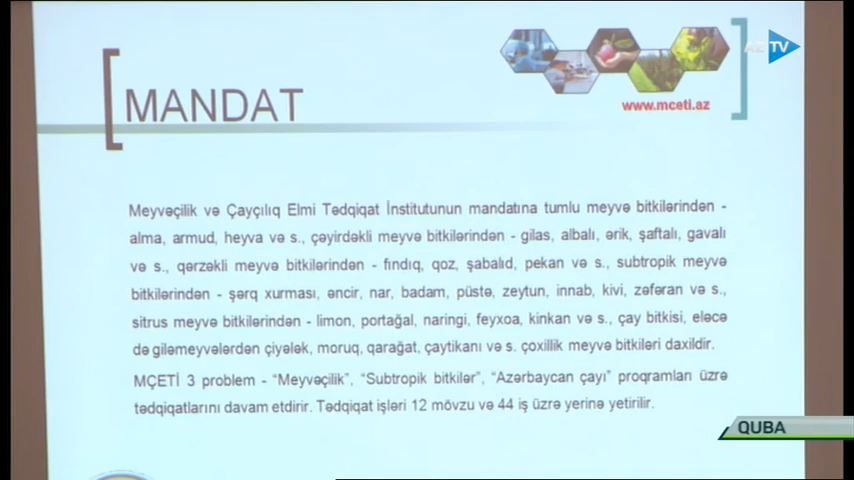 AZTV
www.mceti.az
MANDAT
Meyvəçilik və Çayçılıq Elmi Tədqiqat İnstitutunun mandatına tumlu meyvə bitkilərindən -
alma, armud, heyva və s., çəyirdəkli meyvə bitkilərindən - gilas, albalı, ərik, şaftalı, gavalı
və s., qərzəkli meyvə bitkilərindən - fındıq, qoz, şabalıd, pekan və s., subtropik meyvə
bitkilərindən - şərq xurması, əncir, nar, badam, püstə, zeytun, innab, kivi, zəfəran və s.,
sitrus meyvə bitkilərindən - limon, portağal, naringi, feyxoa, kinkan və s., çay bitkisi, eləcə
də giləmeyvələrdən çiyələk, moruq, qarağat, çaytikanı və s. çoxillik meyvə bitkiləri daxildir.
MÇETİ 3 problem - “Meyvəçilik”, “Subtropik bitkilər”, “Azərbaycan çayı” proqramları üzrə
tədqiqatlarını davam etdirir. Tədqiqat işləri 12 mövzu və 44 iş üzrə yerinə yetirilir.
QUBA